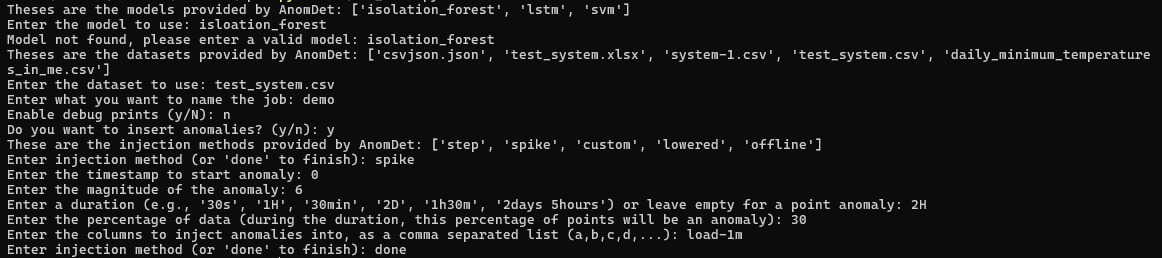 Theses are the models provided by AnomDet: ['isolation_forest', 'lstm', 'svm']
Enter the model to use: isloation_forest
Model not found, please enter a valid model: isolation_forest
Theses are the datasets provided by AnomDet: ['csvjson.json', 'test_system.xlsx', 'system-1.csv', 'test_system.csv', 'daily_minimum_temperature
s_in_me.csv']
Enter the dataset to use: test_system.csv
Enter what you want to name the job: demo
Enable debug prints (y/N): n
Do you want to insert anomalies? (y/n): y
These are the injection methods provided by AnomDet: ['step', 'spike', 'custom', 'lowered', 'offline']
Enter injection method (or 'done' to finish): spike
Enter the timestamp to start anomaly: 0
Enter the magnitude of the anomaly: 6
Enter a duration (e.g., '30s', '1H', '30min', '2D', '1h30m', '2days 5hours') or leave empty for a point anomaly: 2H
Enter the percentage of data (during the duration, this percentage of points will be an anomaly): 30
Enter the columns to inject anomalies into, as a comma separated list (a,b,c,d,...): load-1m
Enter injection method (or 'done' to finish): done